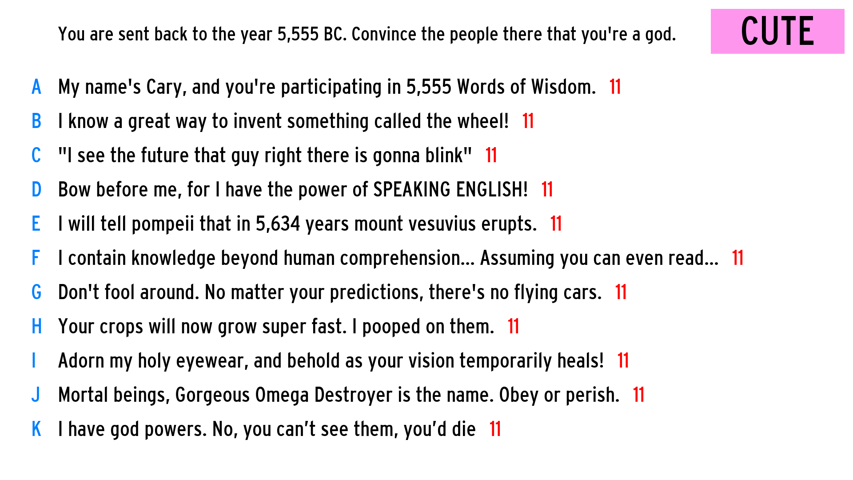 You are sent back to the year 5,555 BC. Convince the people there that you're a god.
CUTE
A My name's Cary, and you're participating in 5,555 Words of Wisdom. 11
B I know a great way to invent something called the wheel! 11
C "I see the future that guy right there is gonna blink" 11
D Bow before me, for I have the power of SPEAKING ENGLISH! 11
E I will tell pompeii that in 5,634 years mount vesuvius erupts. 11
F I contain knowledge beyond human comprehension... Assuming you can even read... 11
G Don't fool around. No matter your predictions, there's no flying cars. 11
H Your crops will now grow super fast. I pooped on them. 11
I Adorn my holy eyewear, and behold as your vision temporarily heals! 11
J Mortal beings, Gorgeous Omega Destroyer is the name. Obey or perish. 11
K I have god powers. No, you can’t see them, you’d die 11